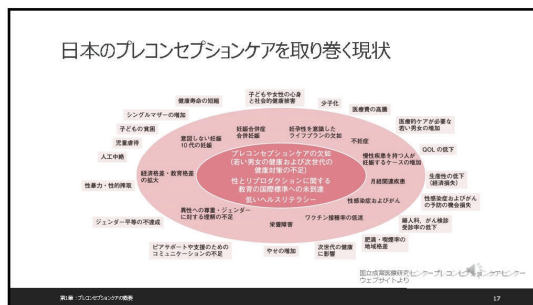 日本のプレコンセプションケアを取り巻く現状
子どもや女性の心身
と社会的健康被害
健康寿命の短縮
少子化
医療費の高騰
シングルマザーの増加
医療的ケアが必要な
若い男女の増加
子どもの貧困
意図しない妊娠
10代の妊娠
妊娠合併症
合併妊娠
妊孕性を意識した
ライフプランの欠如
不妊症
児童虐待
QOLの低下
人工中絶
プレコンセプションケアの欠如
(若い男女の健康および次世代の
健康対策の不足)
慢性疾患を持つ人が
妊娠するケースの増加
経済格差・教育格差
の拡大
性とリプロダクションに関する
教育の国際標準への未到達
月経関連疾患
生産性の低下
(経済損失)
性暴力・性的搾取
低いヘルスリテラシー
性感染症およびがん
性感染症およびがん
の予防の機会損失
異性への尊重・ジェンダー
に対する理解の不足
ワクチン接種率の低迷
ジェンダー平等の不達成
栄養障害
婦人科、がん検診
受診率の低下
ピアサポートや支援のための
コミュニケーションの不足
やせの増加
次世代の健康
に影響
肥満・喫煙率の
地域格差
国立成育医療研究センタープレコンセプションケアセンター
ウェブサイトより
第1章:プレコンセプションケアの概要
17